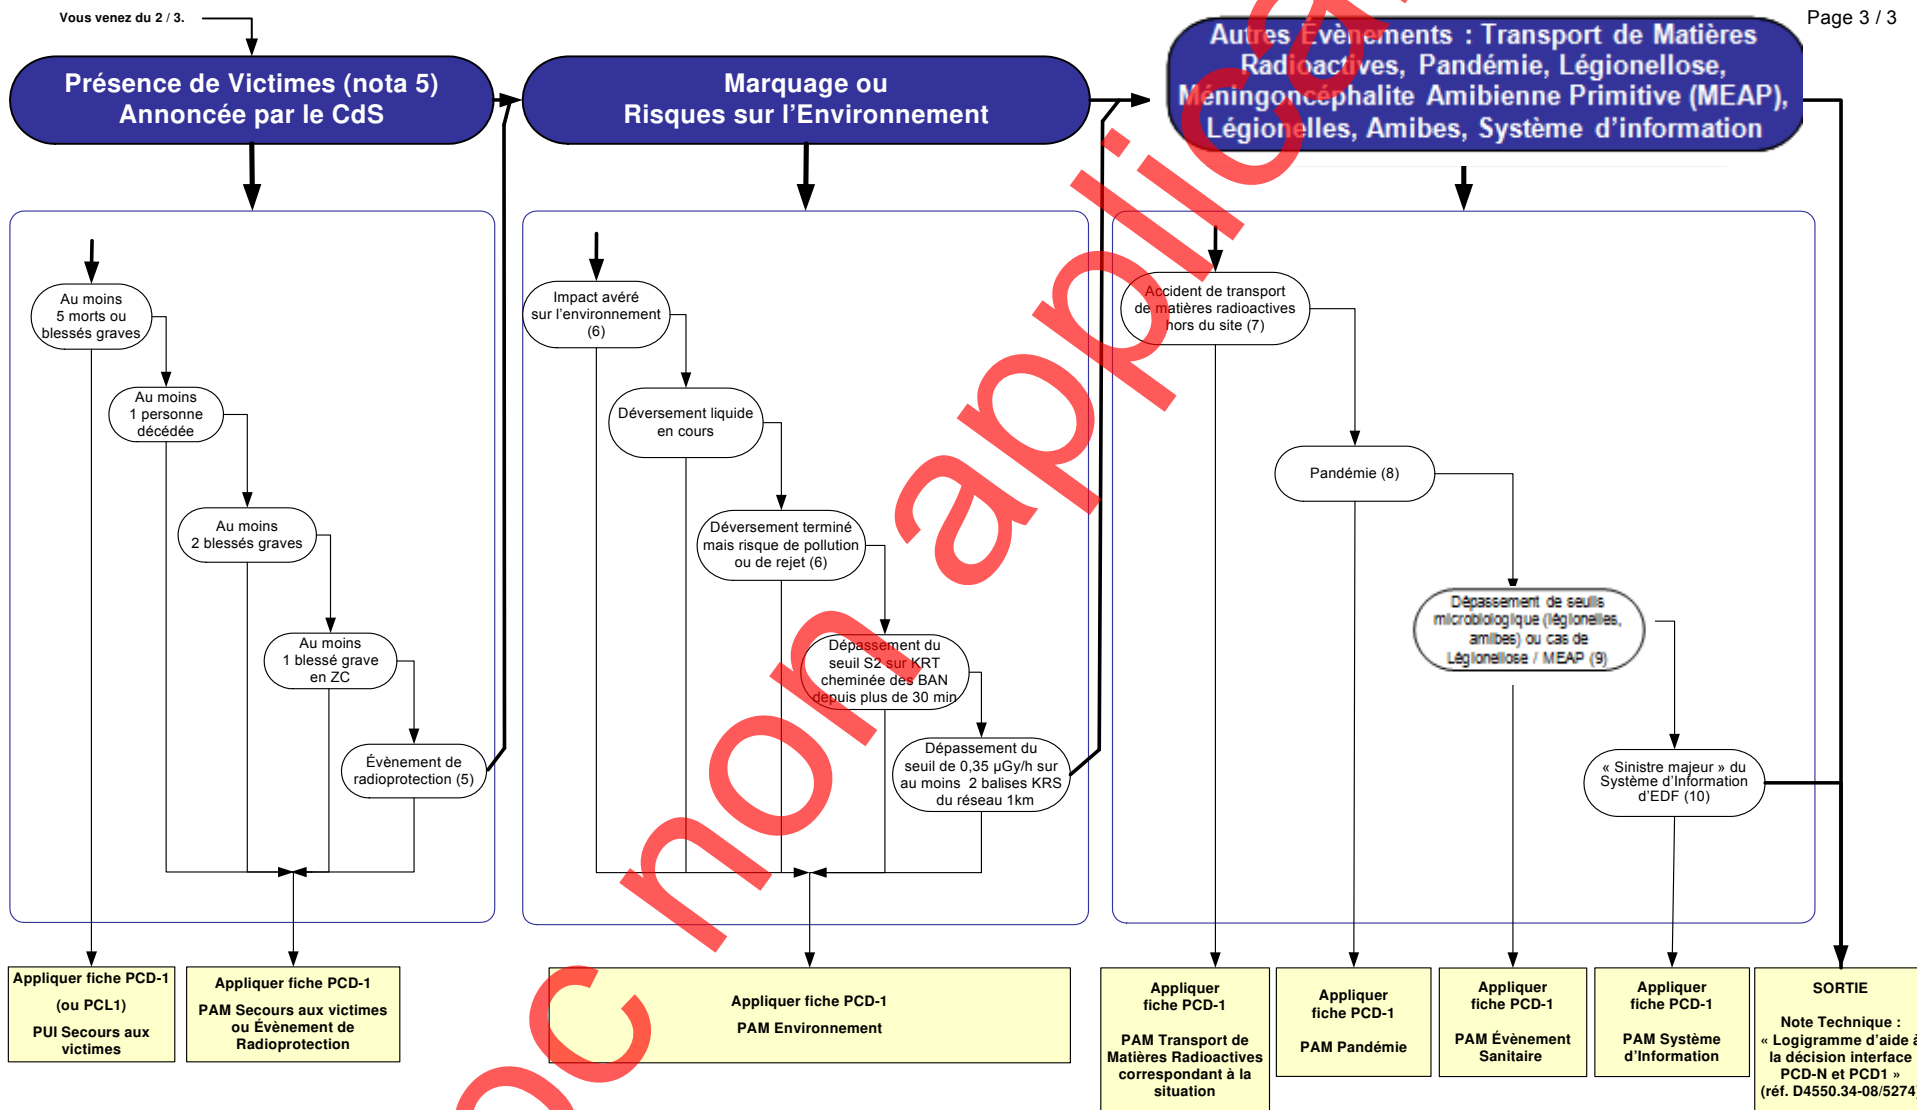 Vous venez du 2 / 3.
Page 3 / 3
Présence de Victimes (nota 5)
Annoncée par le CdS
Marquage ou
Risques sur l'Environnement
Autres Évènements : Transport de Matières
Radioactives, Pandémie, Légionellose,
Méningoncéphalite Amibienne Primitive (MEAP),
Légionelles, Amibes, Système d'information
Au moins
5 morts ou
blessés graves
Au moins
1 personne
décédée
Au moins
2 blessés graves
Au moins
1 blessé grave
en ZC
Évènement de
radioprotection (5)
Impact avéré
sur l'environnement
(6)
Déversement liquide
en cours
Déversement terminé
mais risque de pollution
ou de rejet (6)
Dépassement du
seuil S2 sur KRT
cheminée des BAN
depuis plus de 30 min
Dépassement du
seuil de 0,35 µGy/h sur
au moins 2 balises KRS
du réseau 1km
Accident de transport
de matières radioactives
hors du site (7)
Pandémie (8)
Dépassement de seuils
microbiologique (légionelles,
amibes) ou cas de
Légionellose / MEAP (9)
« Sinistre majeur » du
Système d'Information
d'EDF (10)
Appliquer fiche PCD-1
(ou PCL1)
PUI Secours aux
victimes
Appliquer fiche PCD-1
PAM Secours aux victimes
ou Évènement de
Radioprotection
Appliquer fiche PCD-1
PAM Environnement
Appliquer
fiche PCD-1
PAM Transport de
Matières Radioactives
correspondant à la
situation
Appliquer
fiche PCD-1
PAM Pandémie
Appliquer
fiche PCD-1
PAM Évènement
Sanitaire
Appliquer
fiche PCD-1
PAM Système
d'Information
SORTIE
Note Technique :
« Logigramme d'aide à
la décision interface
PCD-N et PCD1 »
(réf. D4550.34-08/5274)
oc non applica